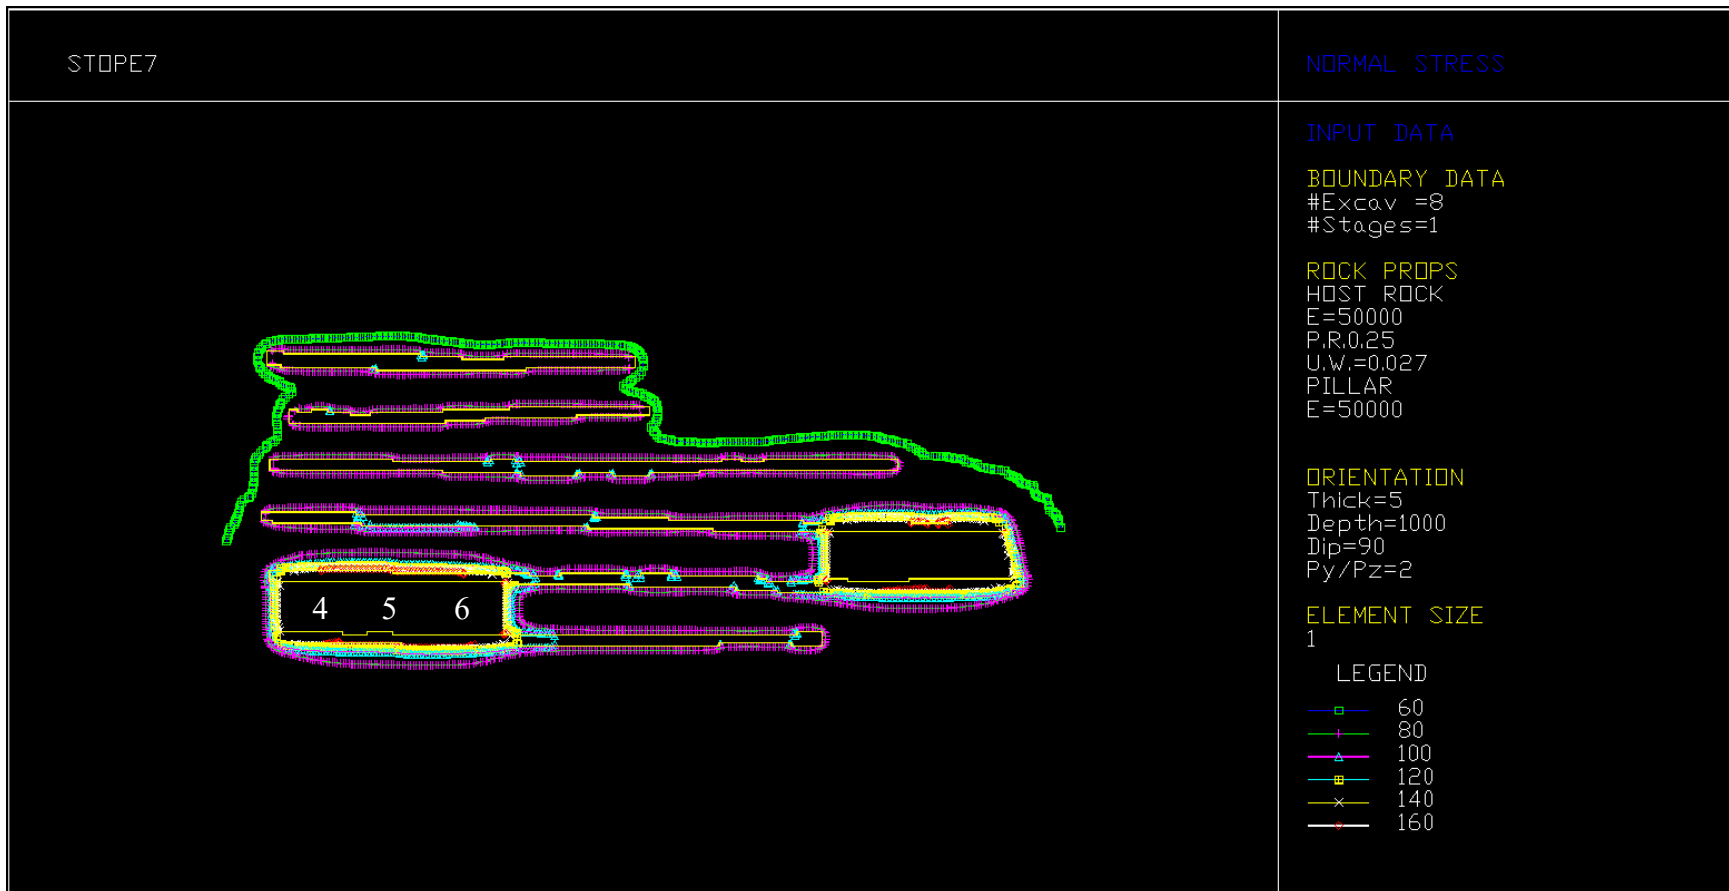 STOPE7
NORMAL STRESS
INPUT DATA
BOUNDARY DATA
#Excav =8
#Stages=1
ROCK PROPS
HOST ROCK
E=50000
P.R.0.25
U.W.=0.027
PILLAR
E=50000
ORIENTATION
Thick=5
Depth=1000
Dip=90
Py/Pz=2
ELEMENT SIZE
1
LEGEND
60
80
100
120
140
160
4 5 6